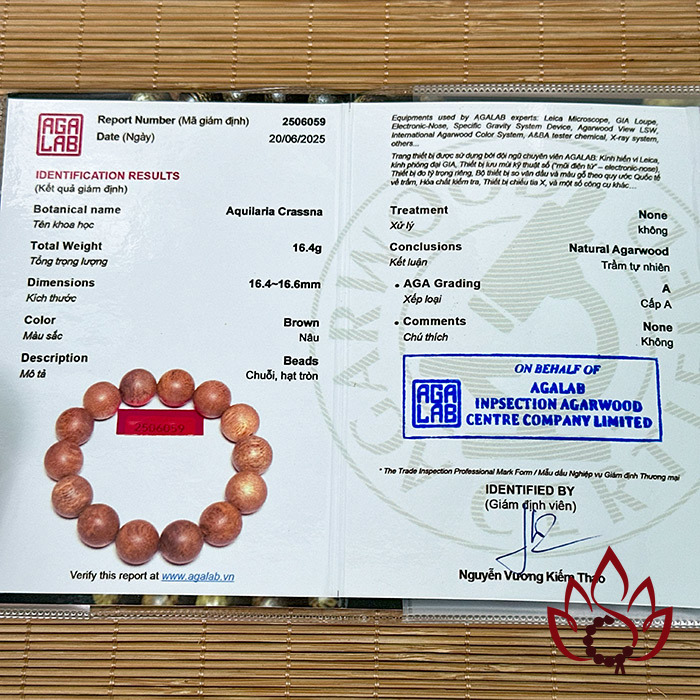 AGA
LAB
Report Number (Mã giám định) 2506059
Date (Ngày) 20/06/2025
IDENTIFICATION RESULTS
(Kết quả giám định)
Botanical name Aquilaria Crassna
Tên khoa học
Total Weight 16.4g
Tổng trọng lượng
Dimensions 16.4~16.6mm
Kích thước
Color Brown
Màu sắc Nâu
Description Beads
Mô tả Chuỗi, hạt tròn
2506059
Verify this report at www.agalab.vn
Equipments used by AGALAB experts: Leica Microscope, GIA Loupe,
Electronic-Nose, Specific Gravity System Device, Agarwood View LSW,
International Agarwood Color System, A&BA tester chemical, X-ray system,
others...
Trang thiết bị được sử dụng bởi đội ngũ chuyên viên AGALAB: Kính hiển vi Leica,
kính phóng đại GIA, Thiết bị lưu mùi kỹ thuật số ("mũi điện tử" – electronic-nose),
Thiết bị đo tỷ trọng riêng, Bộ thiết bị so vân dầu và màu gỗ theo quy ước Quốc tế
về trầm, Hóa chất kiểm tra, Thiết bị chiếu tia X, và một số công cụ khác...
Treatment None
Xử lý không
Conclusions Natural Agarwood
Kết luận Trầm tự nhiên
• AGA Grading A
Xếp loại Cấp A
• Comments None
Chú thích Không
AGA
LAB
ON BEHALF OF
AGALAB
INPSECTION AGARWOOD
CENTRE COMPANY LIMITED
* The Trade Inspection Professional Mark Form / Mẫu dấu Nghiệp vụ Giám định Thương mại
IDENTIFIED BY
(Giám định viên)
Nguyễn Vương Kiếm Thảo